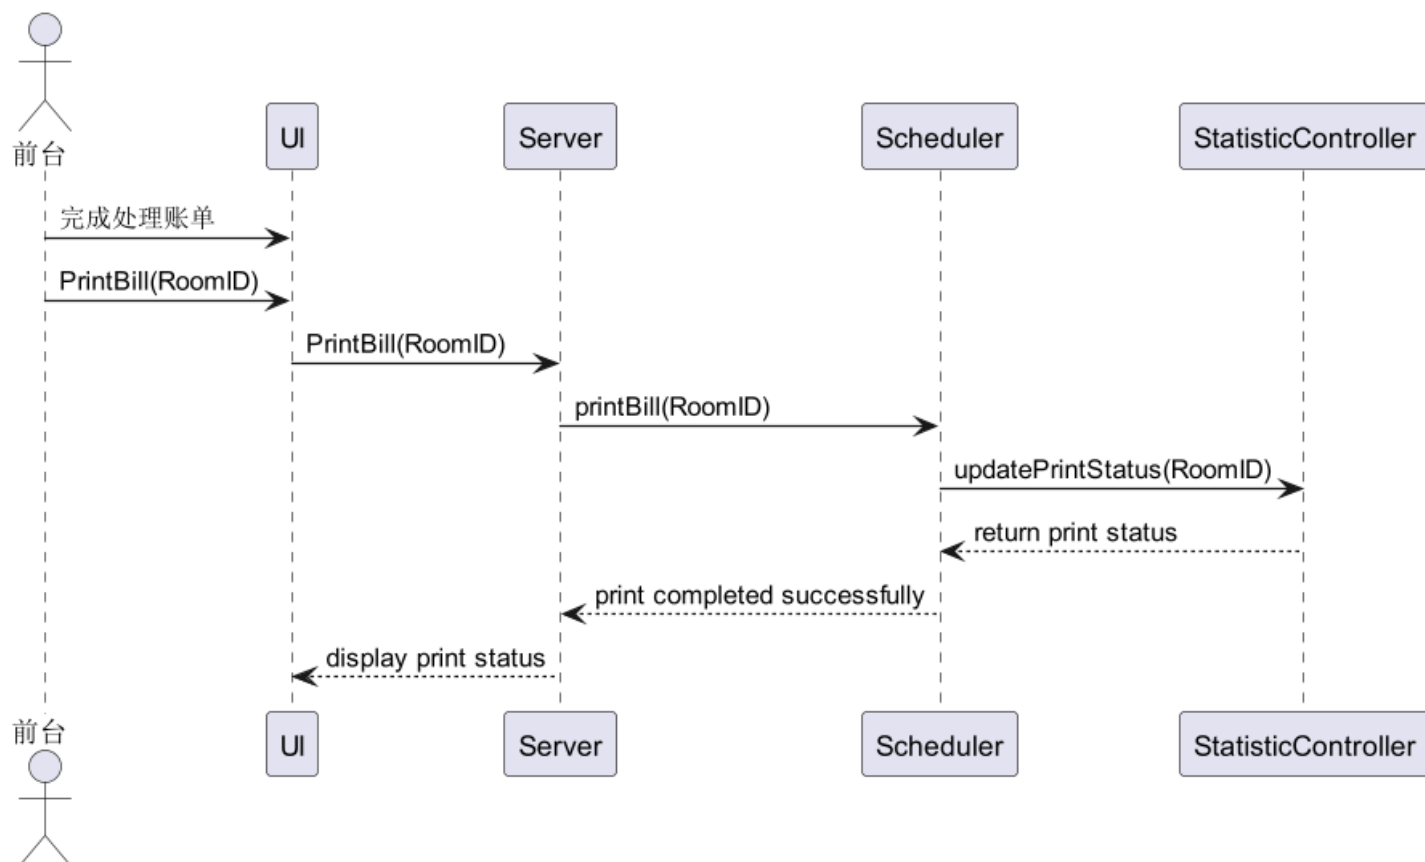 前台
UI
Server
Scheduler
StatisticController
完成处理账单
PrintBill(RoomID)
PrintBill(RoomID)
printBill(RoomID)
updatePrintStatus(RoomID)
return print status
print completed successfully
display print status
前台
UI
Server
Scheduler
StatisticController